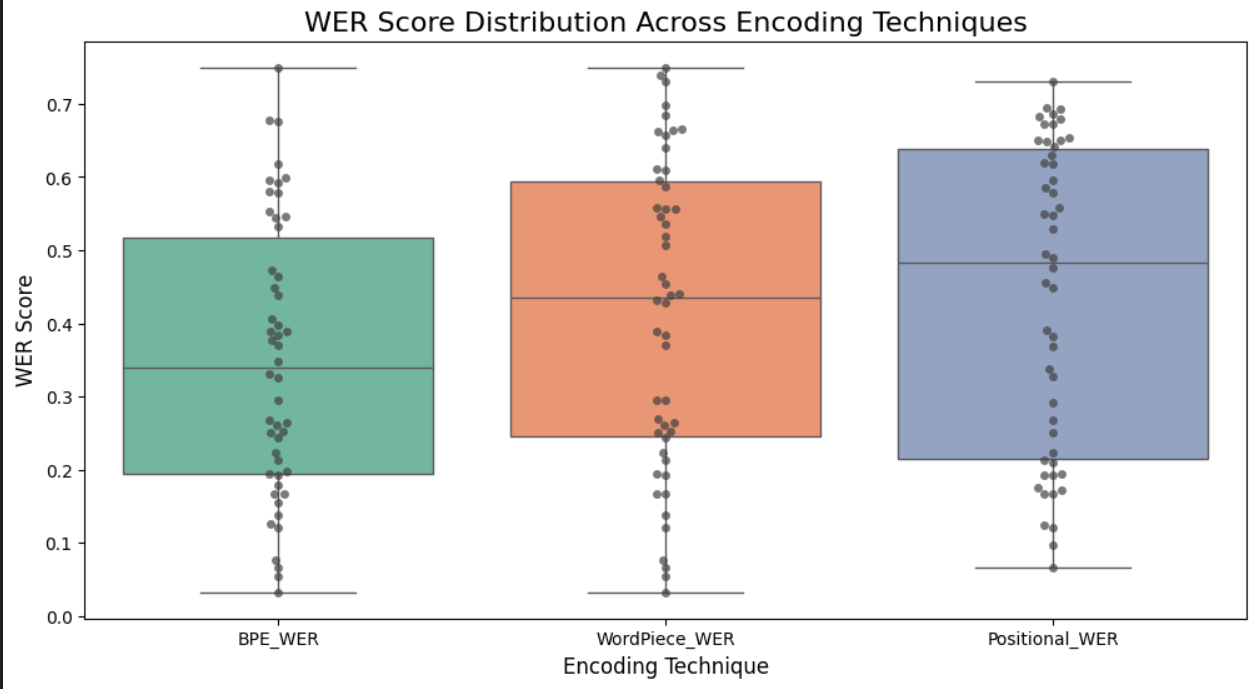 WER Score Distribution Across Encoding Techniques
WER Score
0.7
0.6
0.5
0.4
0.3
0.2
0.1
0.0
BPE_WER
WordPiece_WER
Positional_WER
Encoding Technique